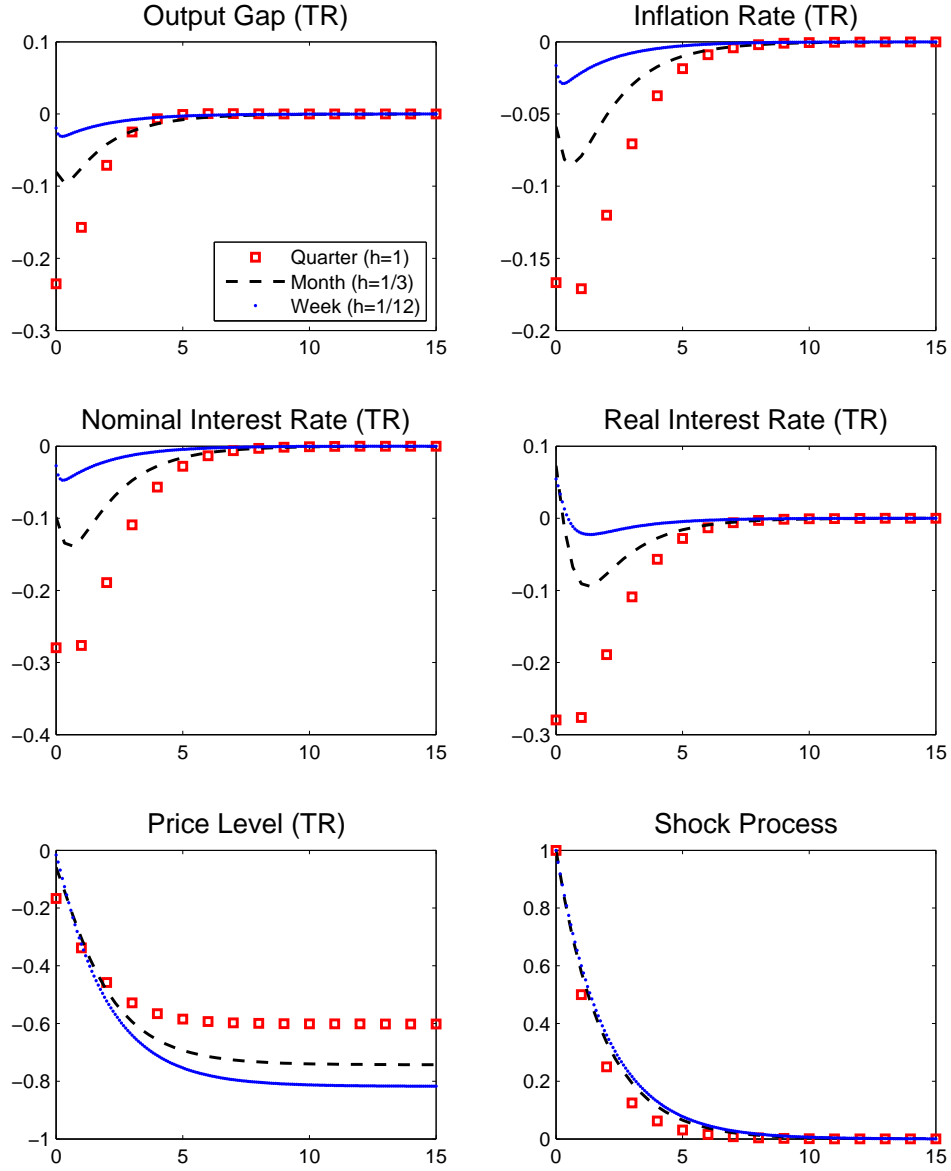 Output Gap (TR)
0.1
0
−0.1
−0.2
−0.3
0 5 10 15
Quarter (h=1)
Month (h=1/3)
Week (h=1/12)
Inflation Rate (TR)
0
−0.05
−0.1
−0.15
−0.2
0 5 10 15
Nominal Interest Rate (TR)
0
−0.1
−0.2
−0.3
−0.4
0 5 10 15
Real Interest Rate (TR)
0.1
0
−0.1
−0.2
−0.3
0 5 10 15
Price Level (TR)
0
−0.2
−0.4
−0.6
−0.8
−1
0 5 10 15
Shock Process
1
0.8
0.6
0.4
0.2
0
0 5 10 15